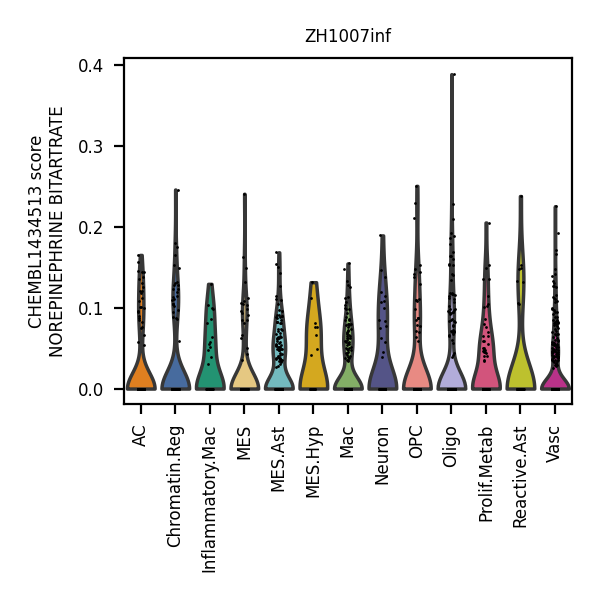 ZH1007inf
CHEMBL1434513 score
NOREPINEPHRINE BITARTRATE
0.4
0.3
0.2
0.1
0.0
AC
Chromatin.Reg
Inflammatory.Mac
MES
MES.Ast
MES.Hyp
Mac
Neuron
OPC
Oligo
Prolif.Metab
Reactive.Ast
Vasc